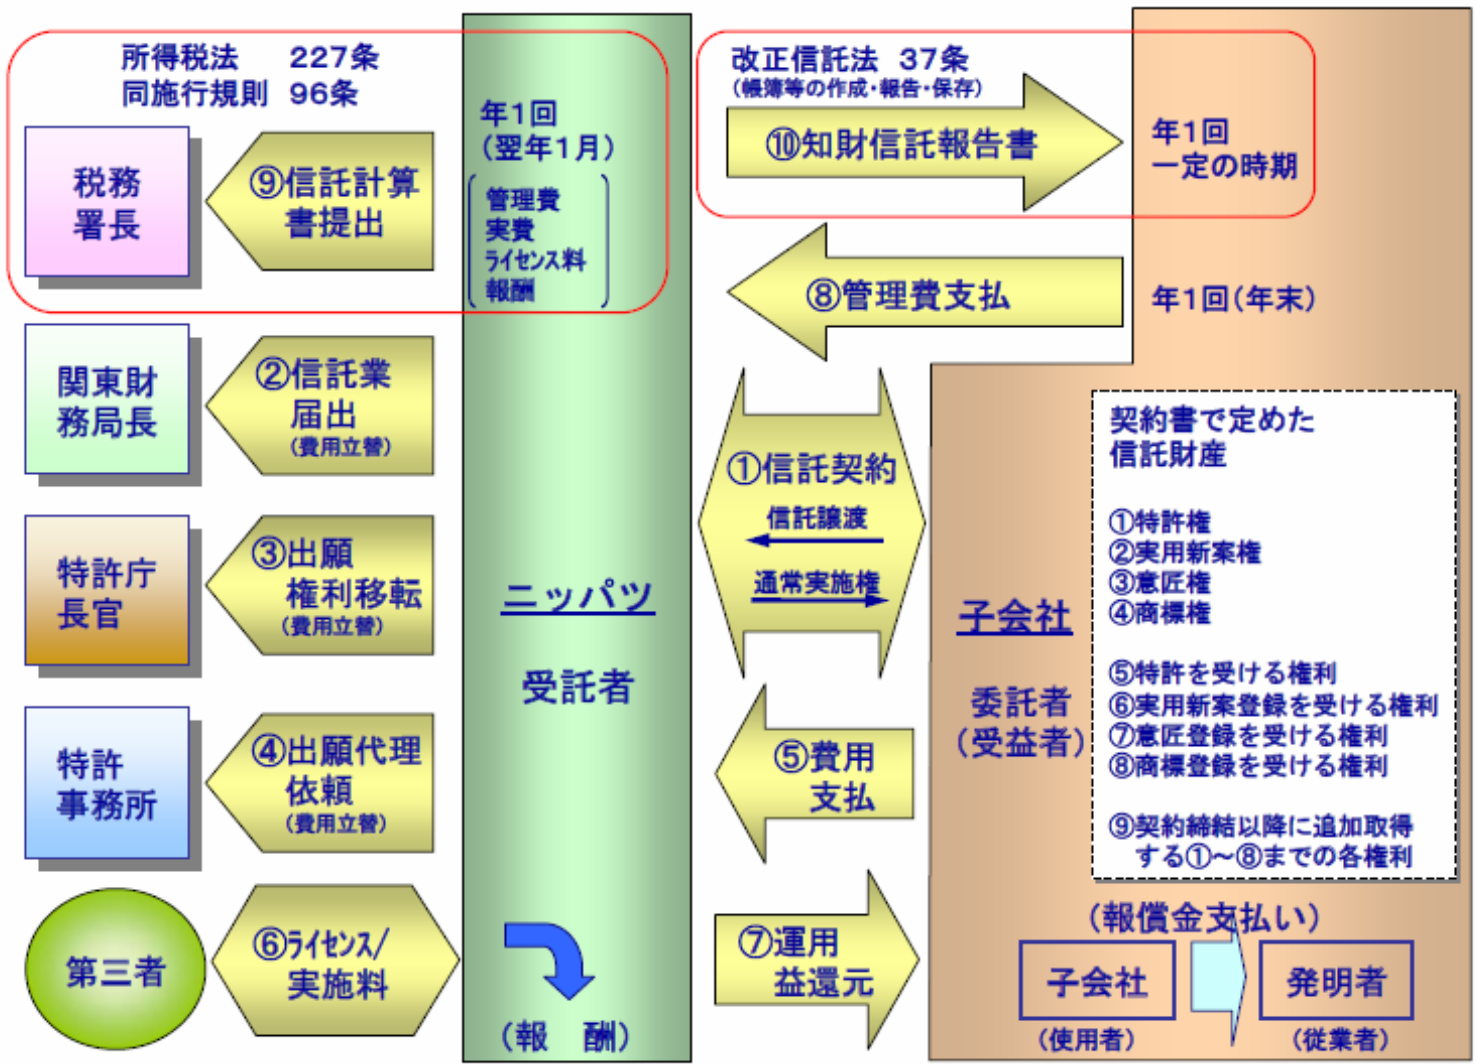 所得税法　227条
同施行規則　96条
税務
署長
⑨信託計算
書提出
年1回
(翌年1月)
管理費
実費
ライセンス料
報酬
改正信託法　37条
(帳簿等の作成・報告・保存)
⑩知財信託報告書
年1回
一定の時期
⑧管理費支払
年1回(年末)
関東財
務局長
②信託業
届出
(費用立替)
特許庁
長官
③出願
権利移転
(費用立替)
特許
事務所
④出願代理
依頼
(費用立替)
第三者
⑥ライセンス/
実施料
ニッパツ
受託者
(報　酬)
①信託契約
信託譲渡
通常実施権
⑤費用
支払
⑦運用
益還元
子会社
委託者
(受益者)
契約書で定めた
信託財産
①特許権
②実用新案権
③意匠権
④商標権
⑤特許を受ける権利
⑥実用新案登録を受ける権利
⑦意匠登録を受ける権利
⑧商標登録を受ける権利
⑨契約締結以降に追加取得
する①～⑧までの各権利
(報償金支払い)
子会社
(使用者)
発明者
(従業者)